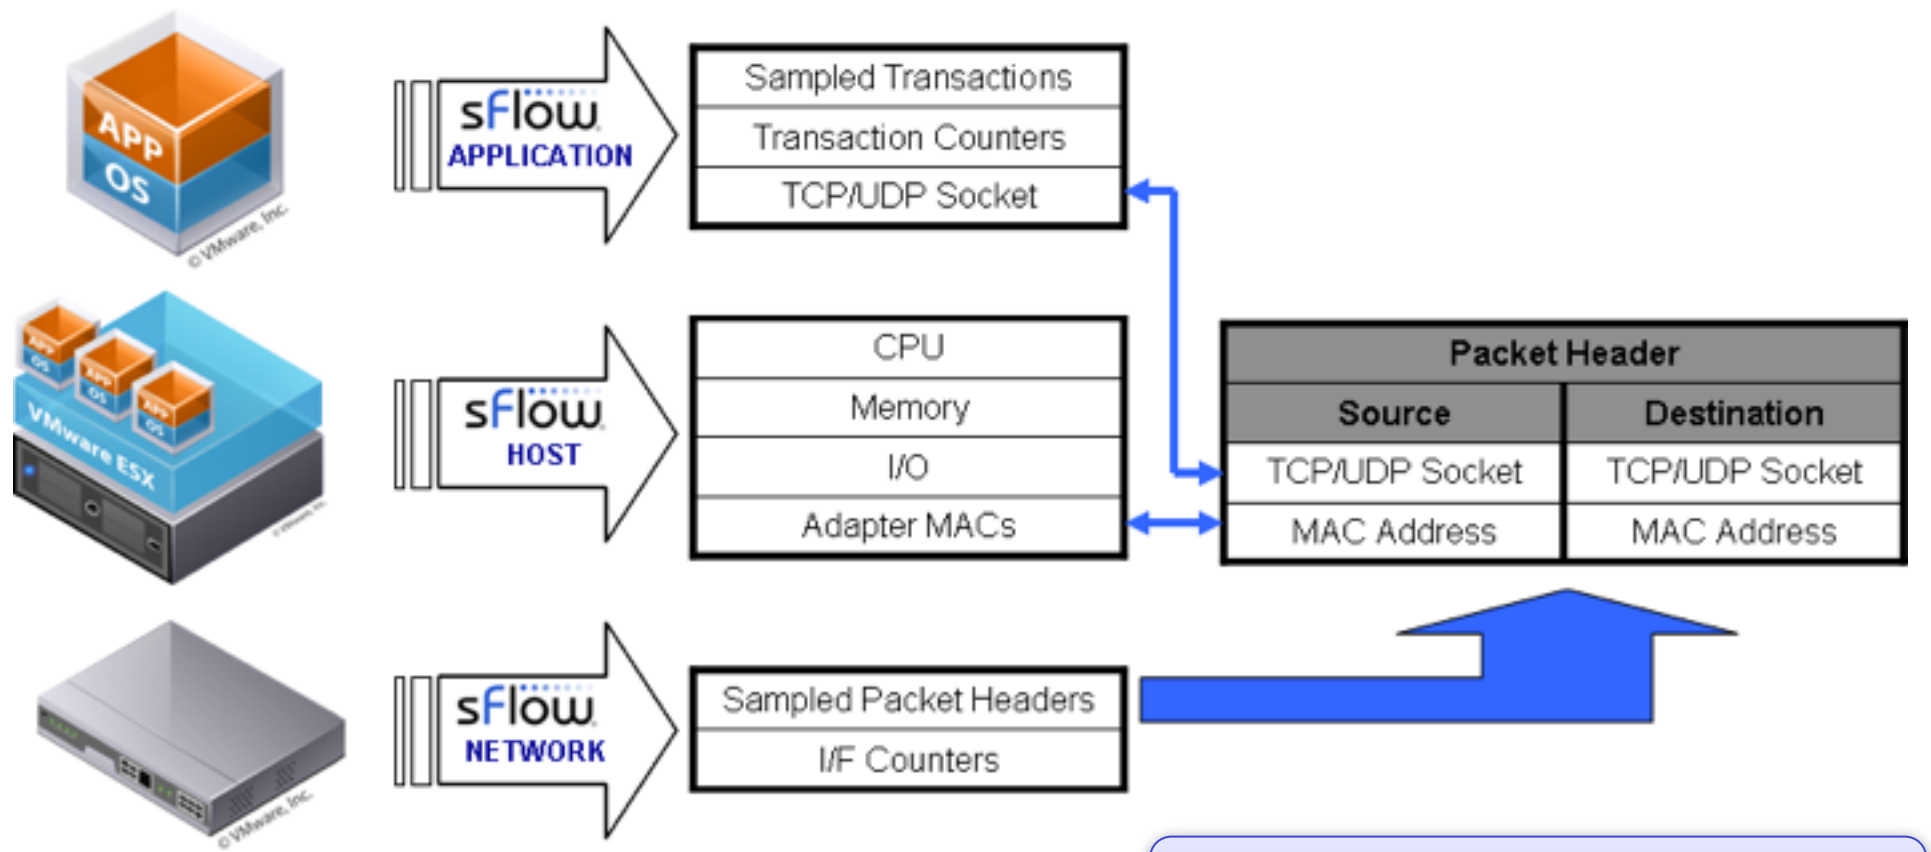 APP
OS
© VMware, Inc.
sFlow
APPLICATION
Sampled Transactions
Transaction Counters
TCP/UDP Socket
APP
OS
APP
OS
APP
OS
VMware ESX
© VMware, Inc.
sFlow
HOST
CPU
Memory
I/O
Adapter MACs
Packet Header
Source Destination
TCP/UDP Socket TCP/UDP Socket
MAC Address MAC Address
© VMware, Inc.
sFlow
NETWORK
Sampled Packet Headers
I/F Counters